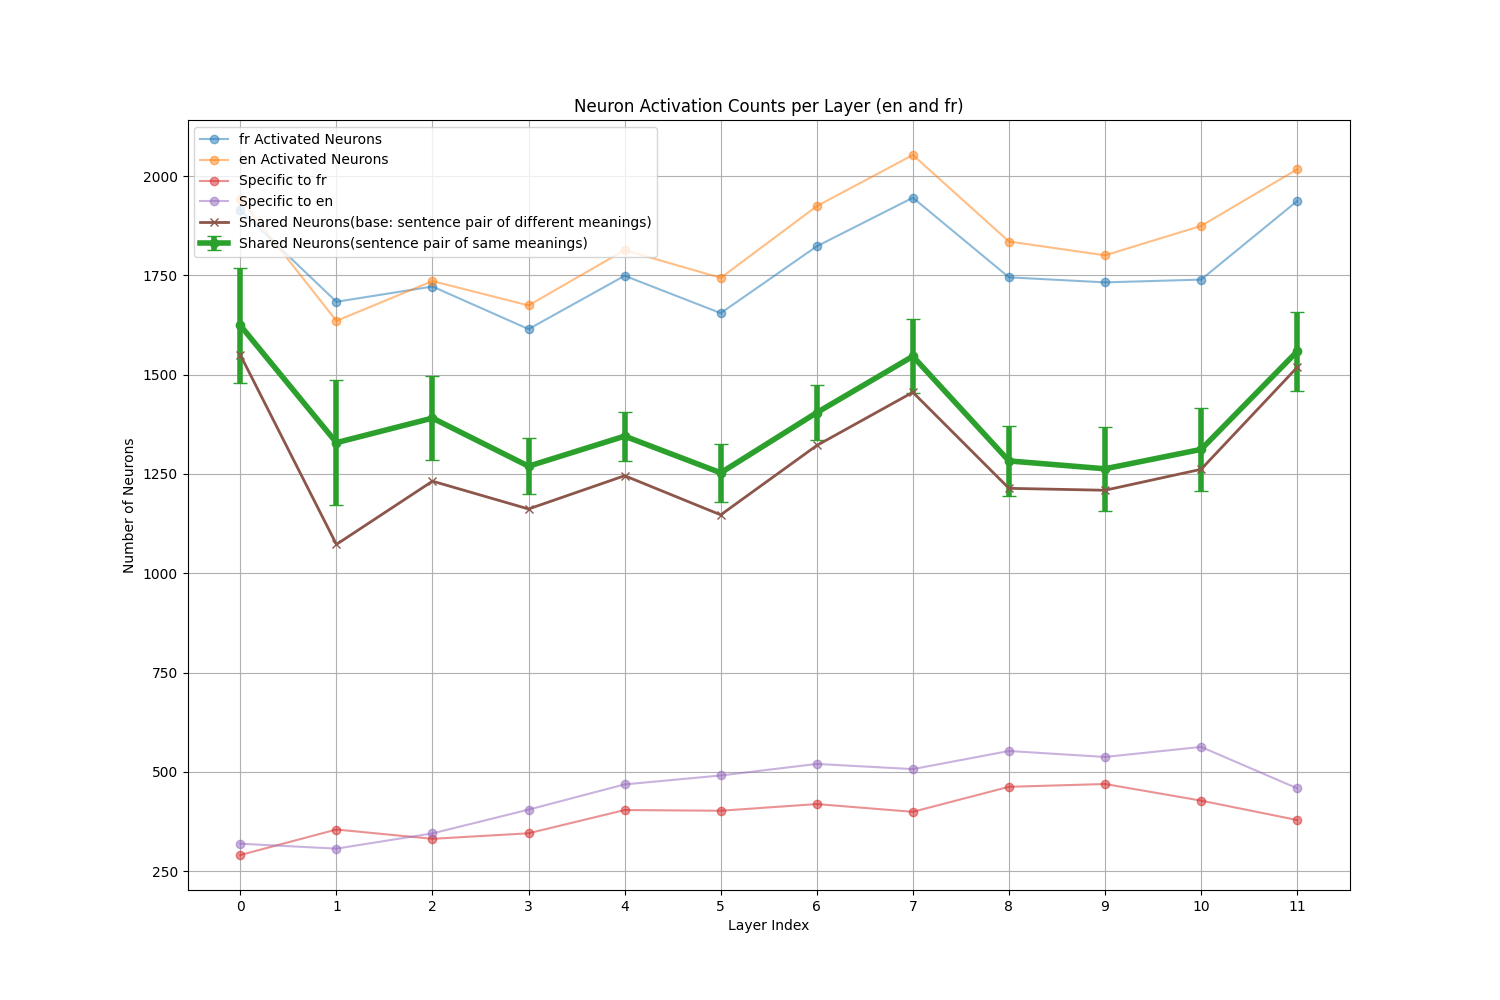 Neuron Activation Counts per Layer (en and fr)
fr Activated Neurons
en Activated Neurons
Specific to fr
Specific to en
Shared Neurons(base: sentence pair of different meanings)
Shared Neurons(sentence pair of same meanings)
Number of Neurons
2000
1750
1500
1250
1000
750
500
250
0 1 2 3 4 5 6 7 8 9 10 11
Layer Index